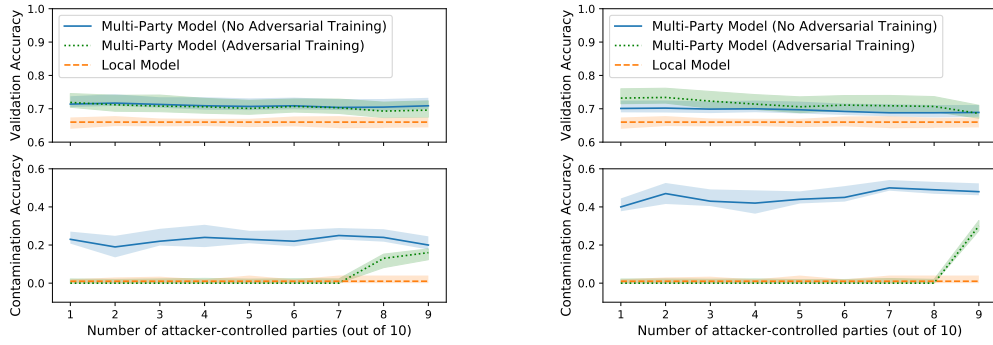 1.0
0.9
0.8
0.7
0.6
Validation Accuracy
Multi-Party Model (No Adversarial Training)
Multi-Party Model (Adversarial Training)
Local Model
0.6
0.4
0.2
0.0
Contamination Accuracy
1 2 3 4 5 6 7 8 9
Number of attacker-controlled parties (out of 10)
1.0
0.9
0.8
0.7
0.6
Validation Accuracy
Multi-Party Model (No Adversarial Training)
Multi-Party Model (Adversarial Training)
Local Model
0.6
0.4
0.2
0.0
Contamination Accuracy
1 2 3 4 5 6 7 8 9
Number of attacker-controlled parties (out of 10)